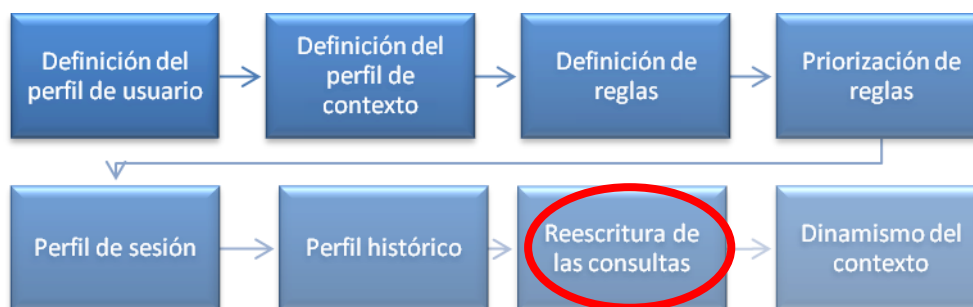 Definición del
perfil de usuario
Definición del
perfil de
contexto
Definición de
reglas
Priorización de
reglas
Perfil de sesión
Perfil histórico
Reescritura de
las consultas
Dinamismo del
contexto